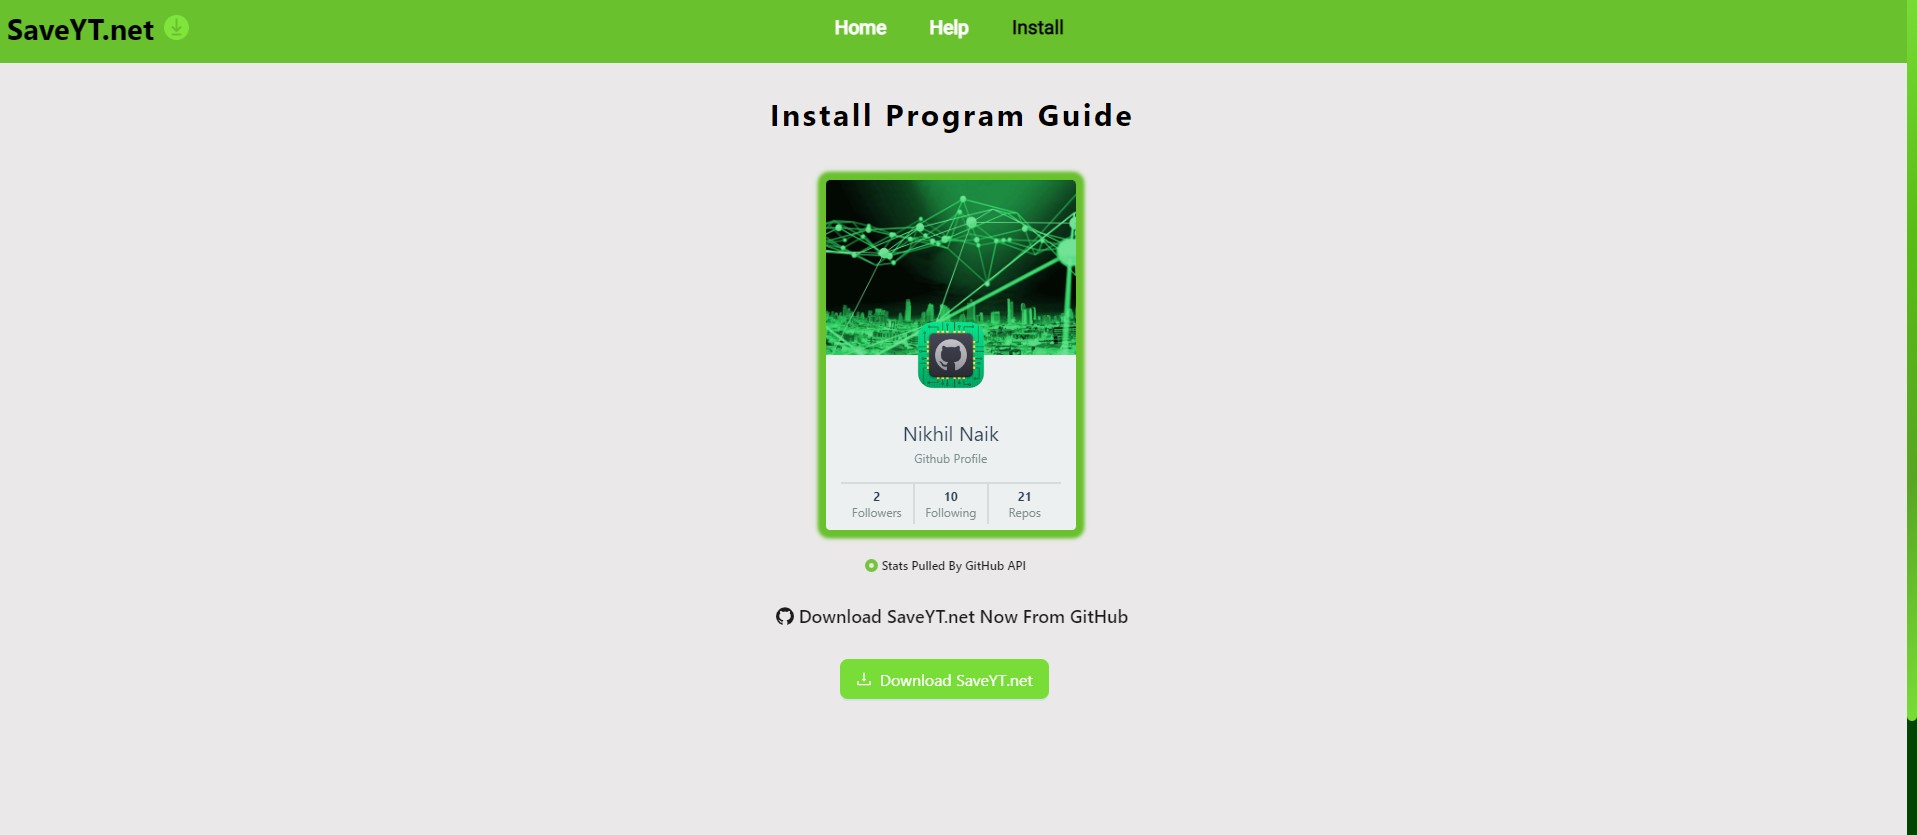 SaveYT.net
Home Help Install
Install Program Guide
Nikhil Naik
Github Profile
2 10 21
Followers Following Repos
Stats Pulled By GitHub API
Download SaveYT.net Now From GitHub
Download SaveYT.net